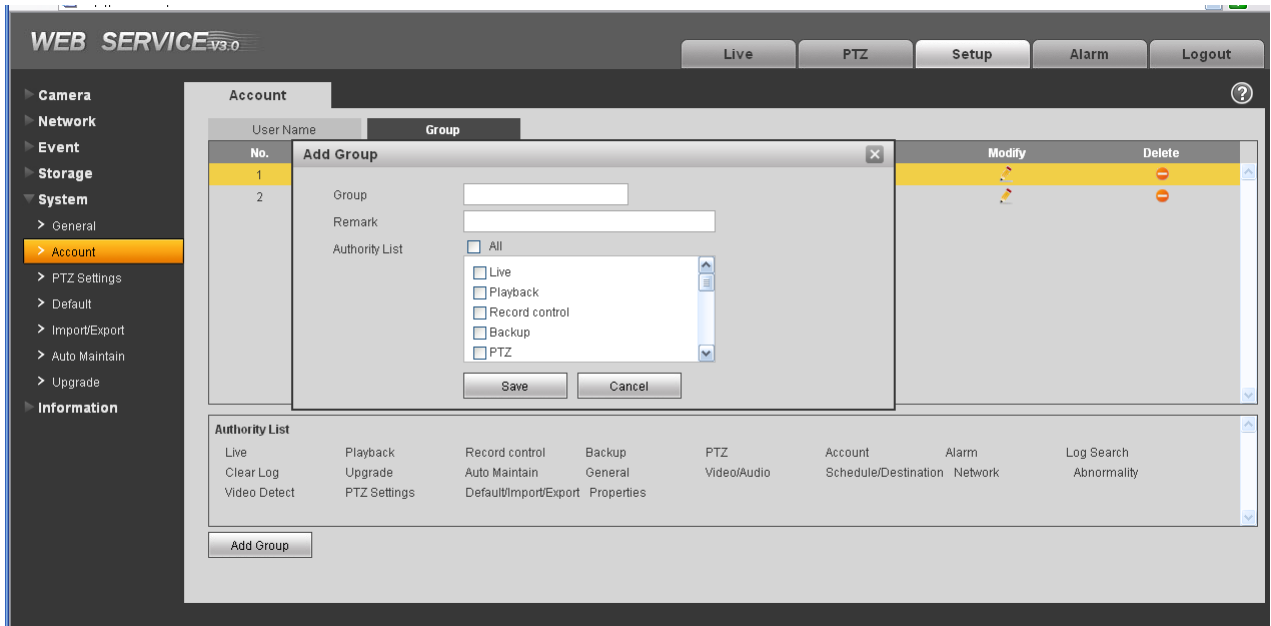 WEB SERVICE V3.0
Live PTZ Setup Alarm Logout
Camera
Network
Event
Storage
System
General
Account
PTZ Settings
Default
Import/Export
Auto Maintain
Upgrade
Information
Account
User Name Group
No. Modify Delete
1
2
Add Group
Group
Remark
Authority List All
Live
Playback
Record control
Backup
PTZ
Save Cancel
Authority List
Live Playback Record control Backup PTZ Account Alarm Log Search
Clear Log Upgrade Auto Maintain General Video/Audio Schedule/Destination Network Abnormality
Video Detect PTZ Settings Default/Import/Export Properties
Add Group